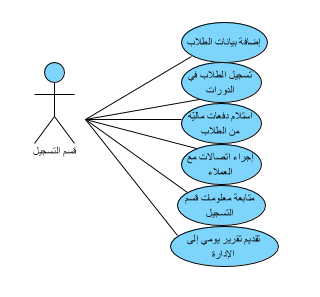 إضافة بيانات الطلاب
تسجيل الطلاب في
الدورات
استلام دفعات ماليّة
من الطلاب
إجراء اتصالات مع
العملاء
متابعة معلومات قسم
التسجيل
تقديم تقرير يومي إلى
الإدارة
قسم التسجيل